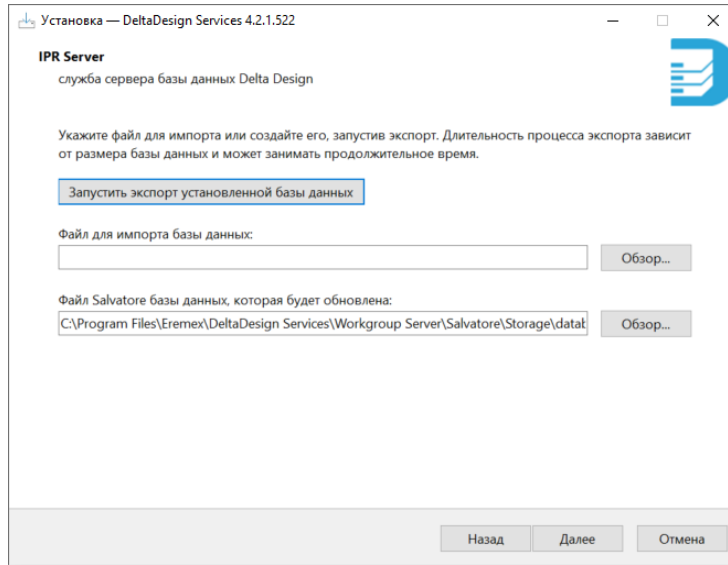 Установка — DeltaDesign Services 4.2.1.522
IPR Server
служба сервера базы данных Delta Design
Укажите файл для импорта или создайте его, запустив экспорт. Длительность процесса экспорта зависит
от размера базы данных и может занимать продолжительное время.
Запустить экспорт установленной базы данных
Файл для импорта базы данных:
Обзор...
Файл Salvatore базы данных, которая будет обновлена:
C:\Program Files\Eremex\DeltaDesign Services\Workgroup Server\Salvatore\Storage\datab
Обзор...
Назад Далее Отмена